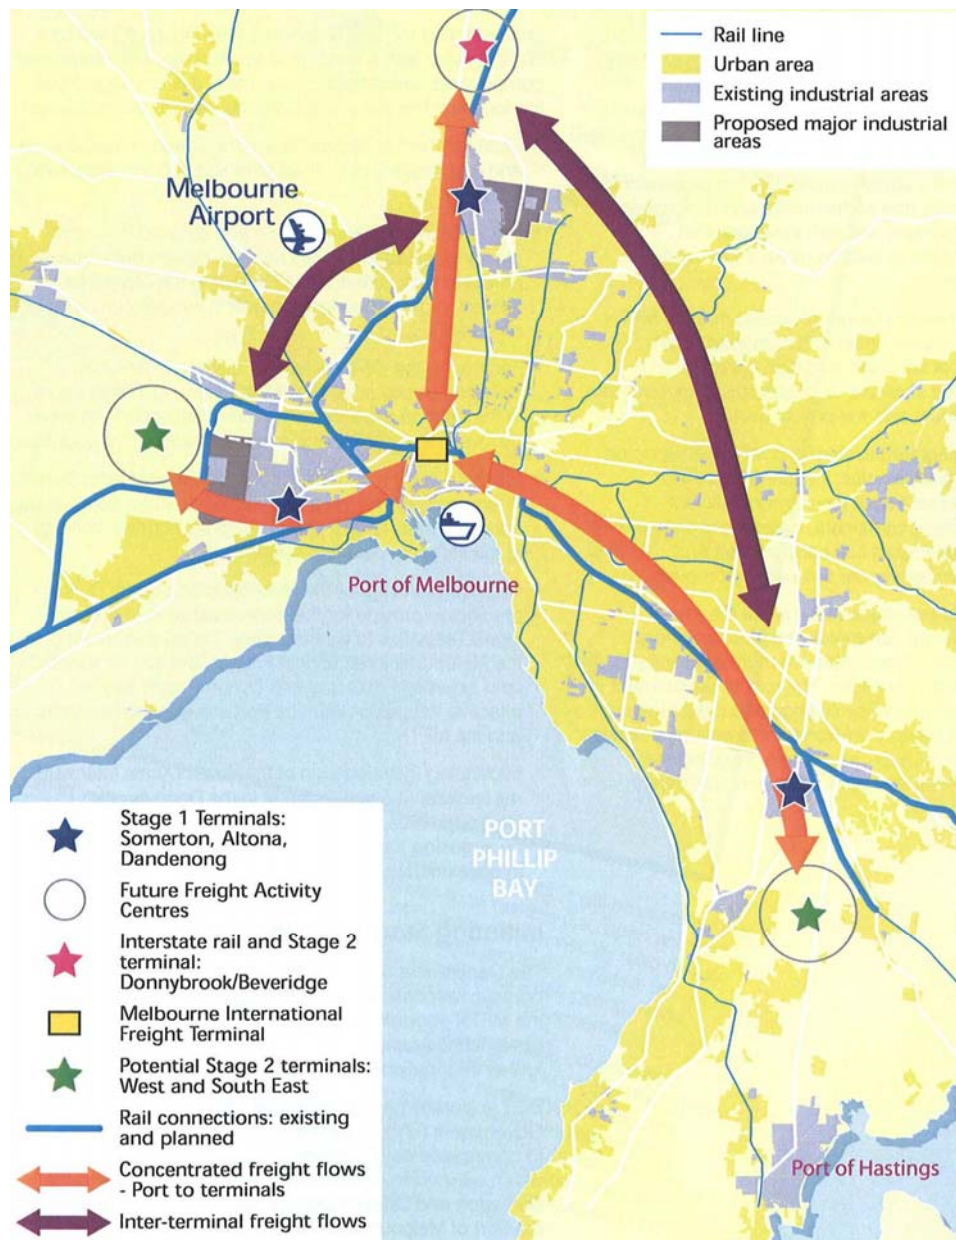 Rail line
Urban area
Existing industrial areas
Proposed major industrial
areas
Melbourne
Airport
Port of Melbourne
PORT
PHILLIP
BAY
Port of Hastings
Stage 1 Terminals:
Somerton, Altona,
Dandenong
Future Freight Activity
Centres
Interstate rail and Stage 2
terminal:
Donnybrook/Beveridge
Melbourne International
Freight Terminal
Potential Stage 2 terminals:
West and South East
Rail connections: existing
and planned
Concentrated freight flows
- Port to terminals
Inter-terminal freight flows